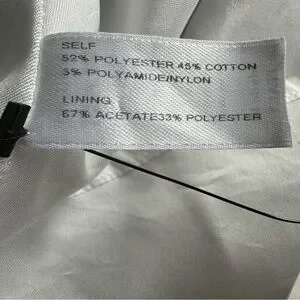 SELF
52% POLYESTER 45% COTTON
3% POLYAMIDE/NYLON
LINING
67% ACETATE33% POLYESTER